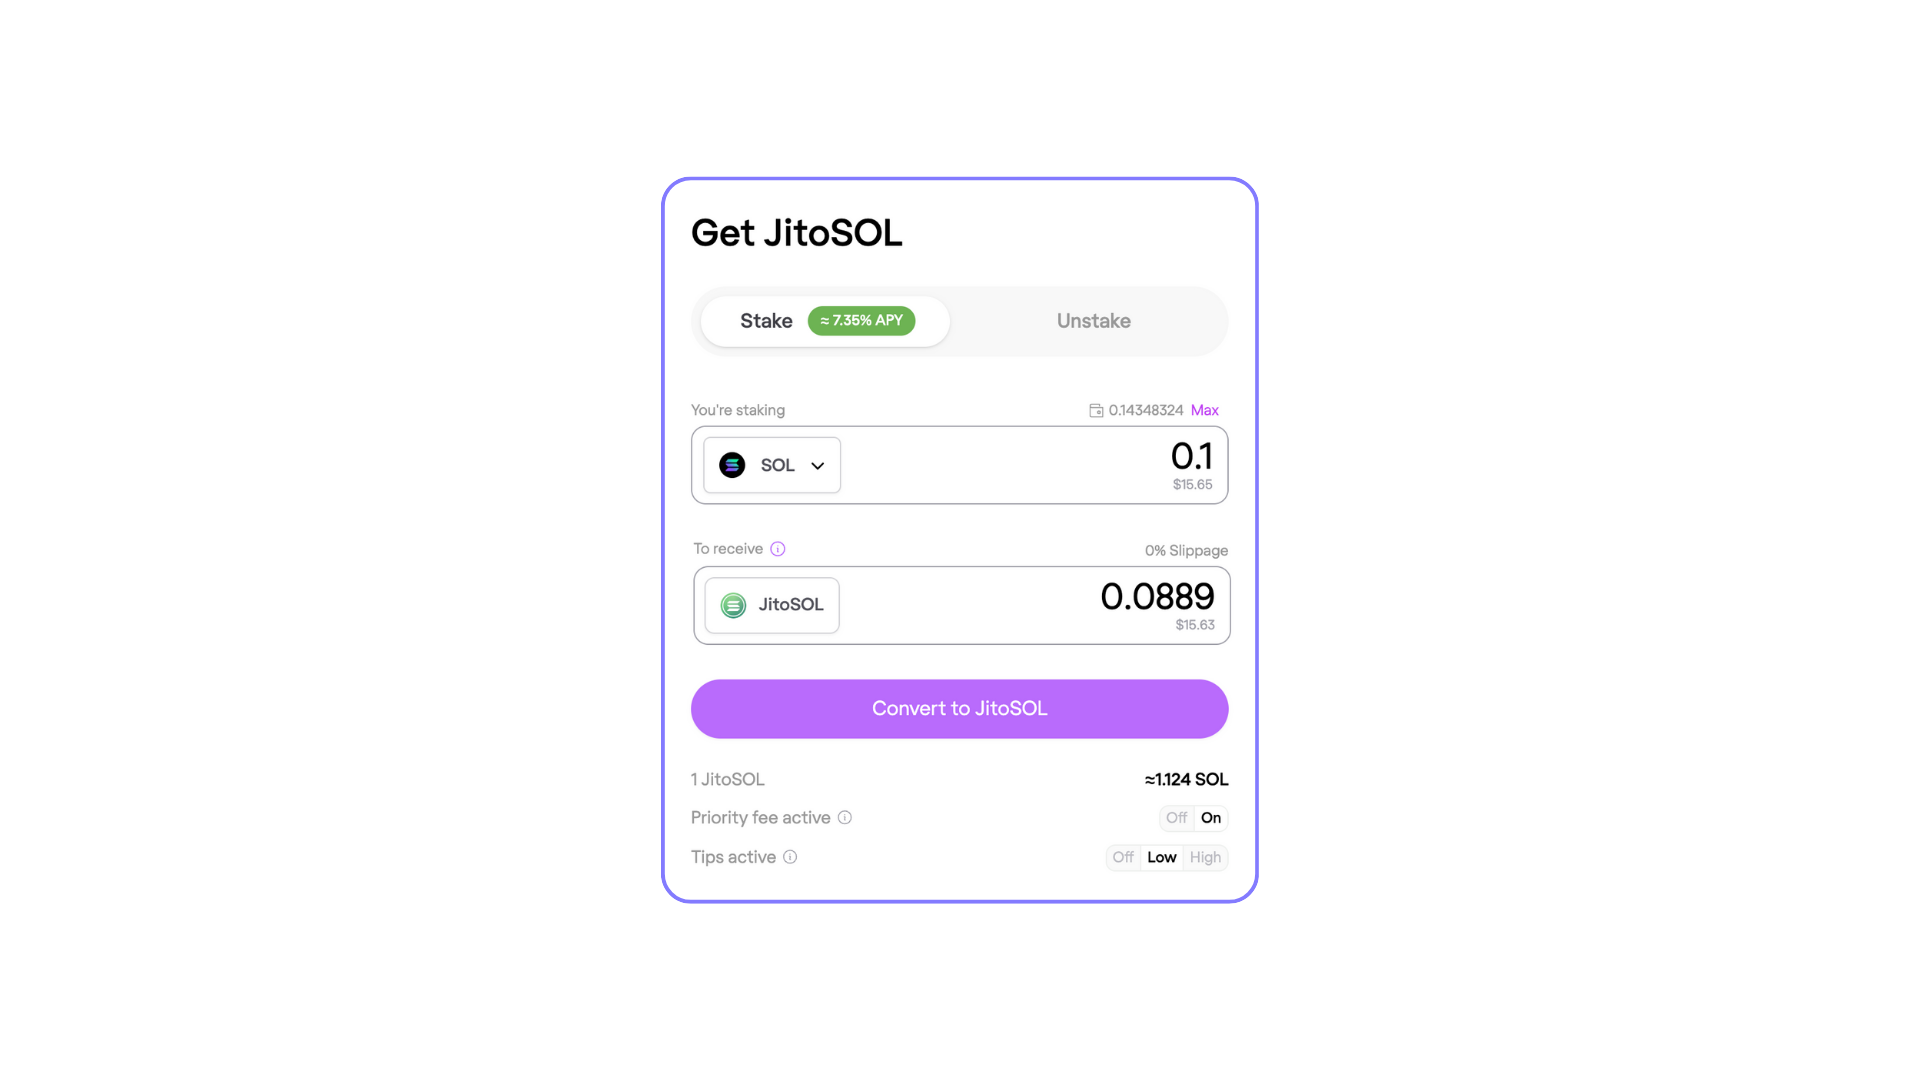 Get JitoSOL
Stake ≈ 7.35% APY Unstake
You're staking 0.14348324 Max
SOL 0.1
$15.65
To receive 0% Slippage
JitoSOL 0.0889
$15.63
Convert to JitoSOL
1 JitoSOL ≈1.124 SOL
Priority fee active Off On
Tips active Off Low High